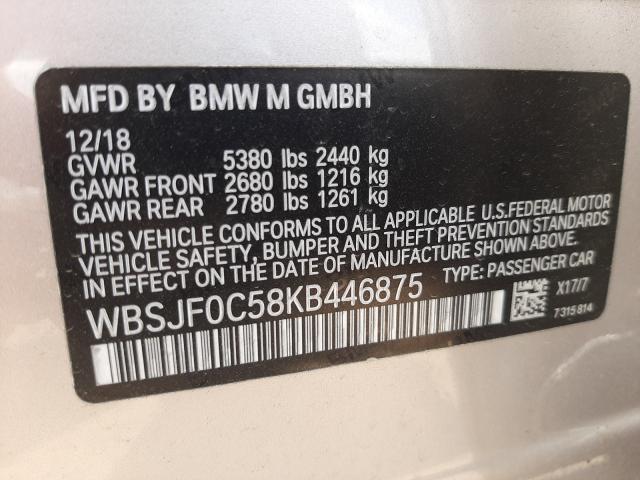 MFD BY BMW M GMBH
12/18
GVWR 5380 lbs 2440 kg
GAWR FRONT 2680 lbs 1216 kg
GAWR REAR 2780 lbs 1261 kg
THIS VEHICLE CONFORMS TO ALL APPLICABLE U.S.FEDERAL MOTOR
VEHICLE SAFETY, BUMPER AND THEFT PREVENTION STANDARDS
IN EFFECT ON THE DATE OF MANUFACTURE SHOWN ABOVE.
WBSJF0C58KB446875 TYPE: PASSENGER CAR
X17/7
7315814